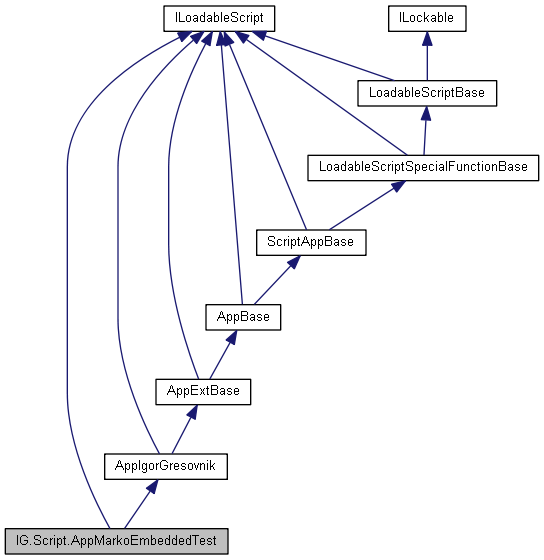 ILoadableScript
ILockable
LoadableScriptBase
LoadableScriptSpecialFunctionBase
ScriptAppBase
AppBase
AppExtBase
AppIgorGresovnik
IG.Script.AppMarkoEmbeddedTest